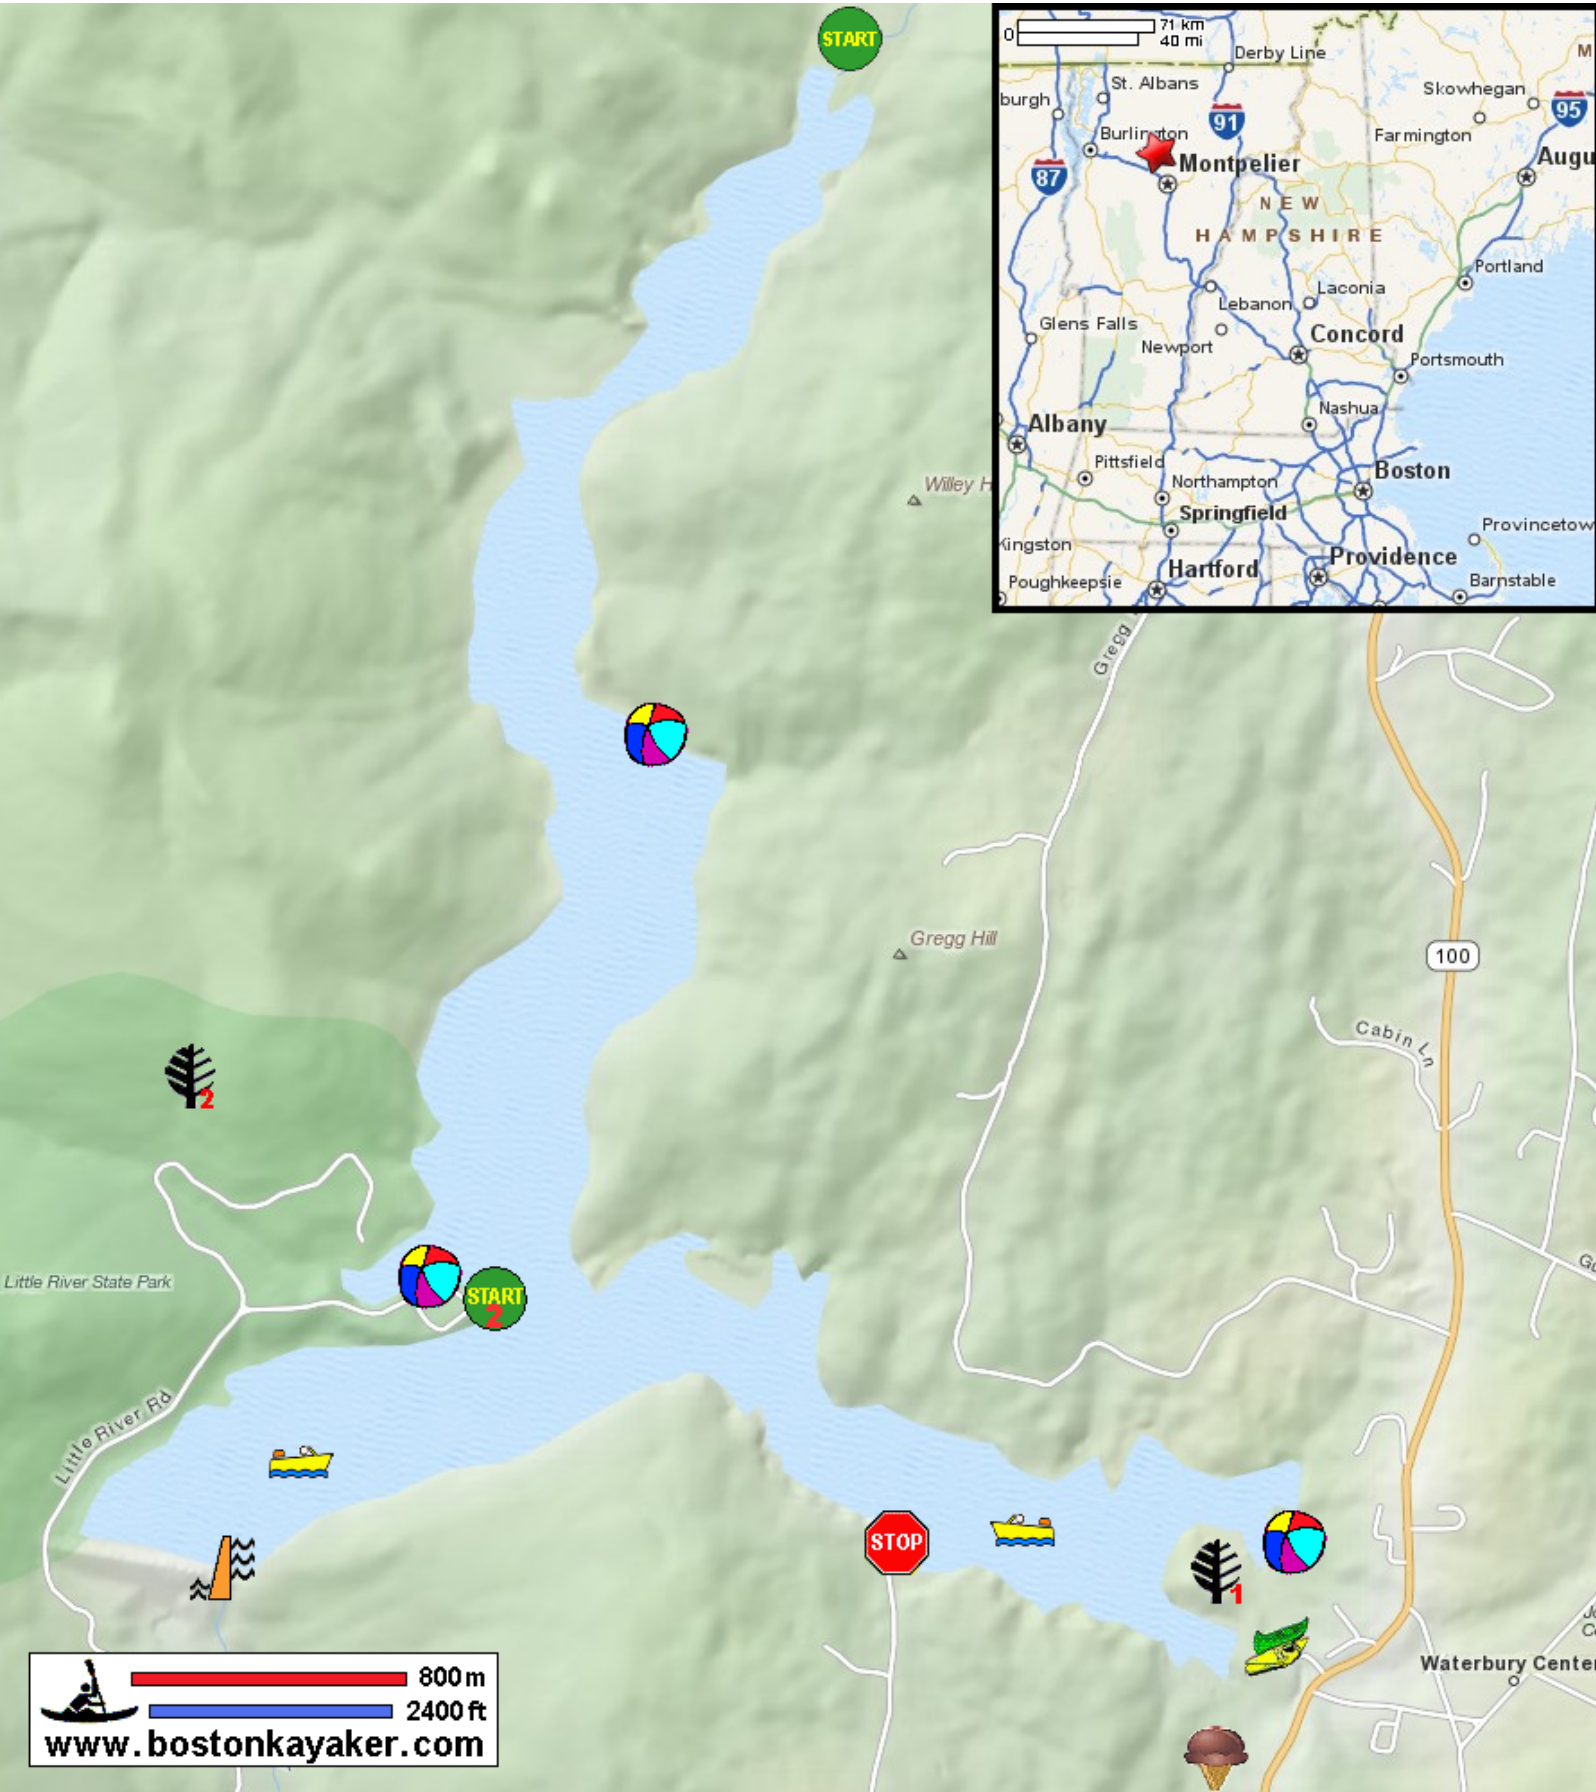 START
0
71 km
40 mi
Derby Line
St. Albans
burgh
Skowhegan
95
91
Burlington
Farmington
Montpelier
Augu
87
NEW
HAMPSHIRE
Portland
Lebanon
Laconia
Glens Falls
Newport
Concord
Portsmouth
Nashua
Albany
Pittsfield
Boston
Northampton
Springfield
Provincetow
Kingston
Providence
Poughkeepsie
Hartford
Barnstable
Willey H
Gregg
Gregg Hill
100
Cabin Ln
2
Little River State Park
START
2
Little River Rd
STOP
1
Waterbury Center
800 m
2400 ft
www.bostonkayaker.com